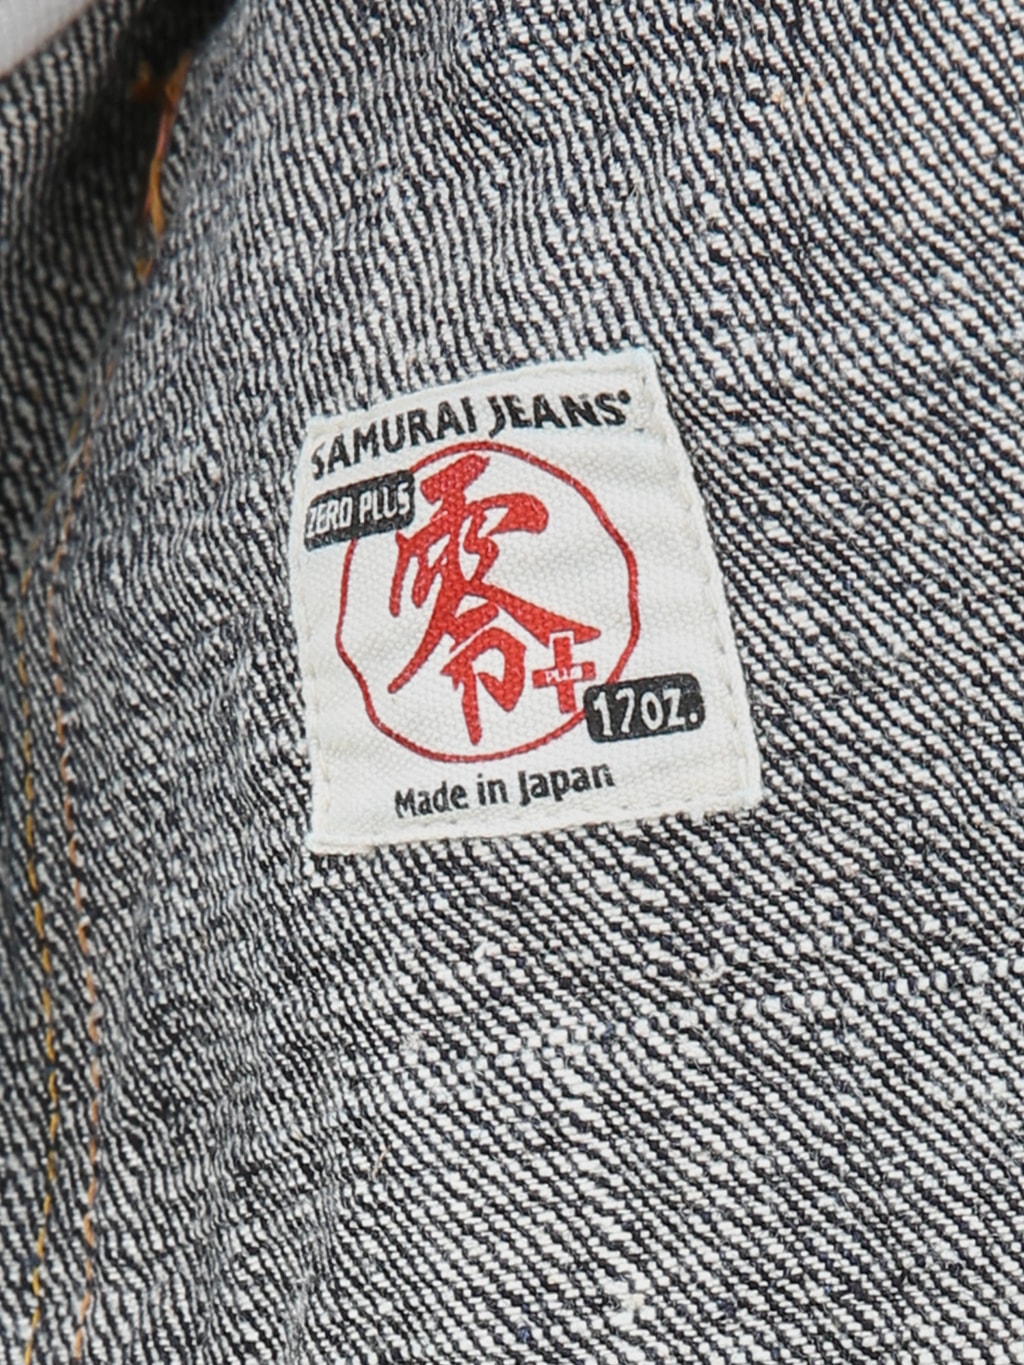 SAMURAI JEANS
ZERO PLUS
零
PLUS
17oz.
Made in Japan